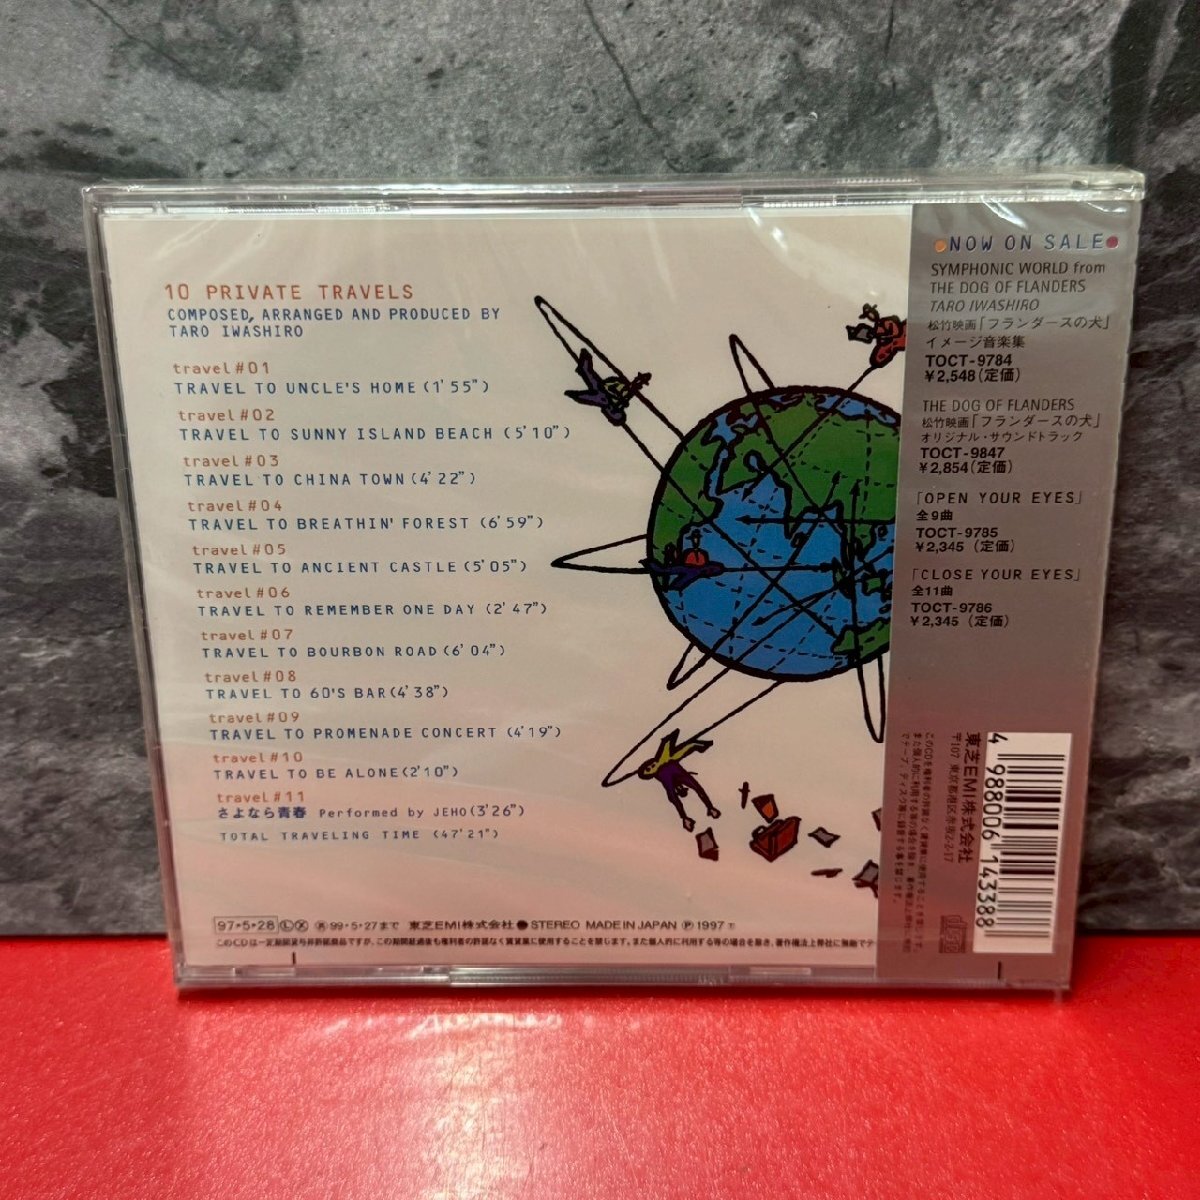 10 PRIVATE TRAVELS
COMPOSED, ARRANGED AND PRODUCED BY
TARO IWASHIRO
travel#01
TRAVEL TO UNCLE'S HOME (1'55")
travel#02
TRAVEL TO SUNNY ISLAND BEACH (5'10")
travel#03
TRAVEL TO CHINA TOWN (4'22")
travel#04
TRAVEL TO BREATHIN' FOREST (6'59")
travel#05
TRAVEL TO ANCIENT CASTLE (5'05")
travel#06
TRAVEL TO REMEMBER ONE DAY (2'47")
travel#07
TRAVEL TO BOURBON ROAD (6'04")
travel#08
TRAVEL TO 60'S BAR (4'38")
travel#09
TRAVEL TO PROMENADE CONCERT (4'19")
travel#10
TRAVEL TO BE ALONE (2'10")
travel#11
さよなら青春 Performed by JEHO (3'26")
TOTAL TRAVELING TIME (47'21")
97・5・28 Ⓛ Ⓧ 99・5・27まで 東芝EMI株式会社●STEREO MADE IN JAPAN Ⓟ 1997
●NOW ON SALE●
SYMPHONIC WORLD from
THE DOG OF FLANDERS
TARO IWASHIRO
松竹映画「フランダースの犬」
イメージ音楽集
TOCT-9784
¥2,548(定価)
THE DOG OF FLANDERS
松竹映画「フランダースの犬」
オリジナル・サウンドトラック
TOCT-9847
¥2,854(定価)
「OPEN YOUR EYES」
全9曲
TOCT-9785
¥2,345(定価)
「CLOSE YOUR EYES」
全11曲
TOCT-9786
¥2,345(定価)
4 988006 143388
東芝EMI株式会社
〒107 東京都港区赤坂2-2-17